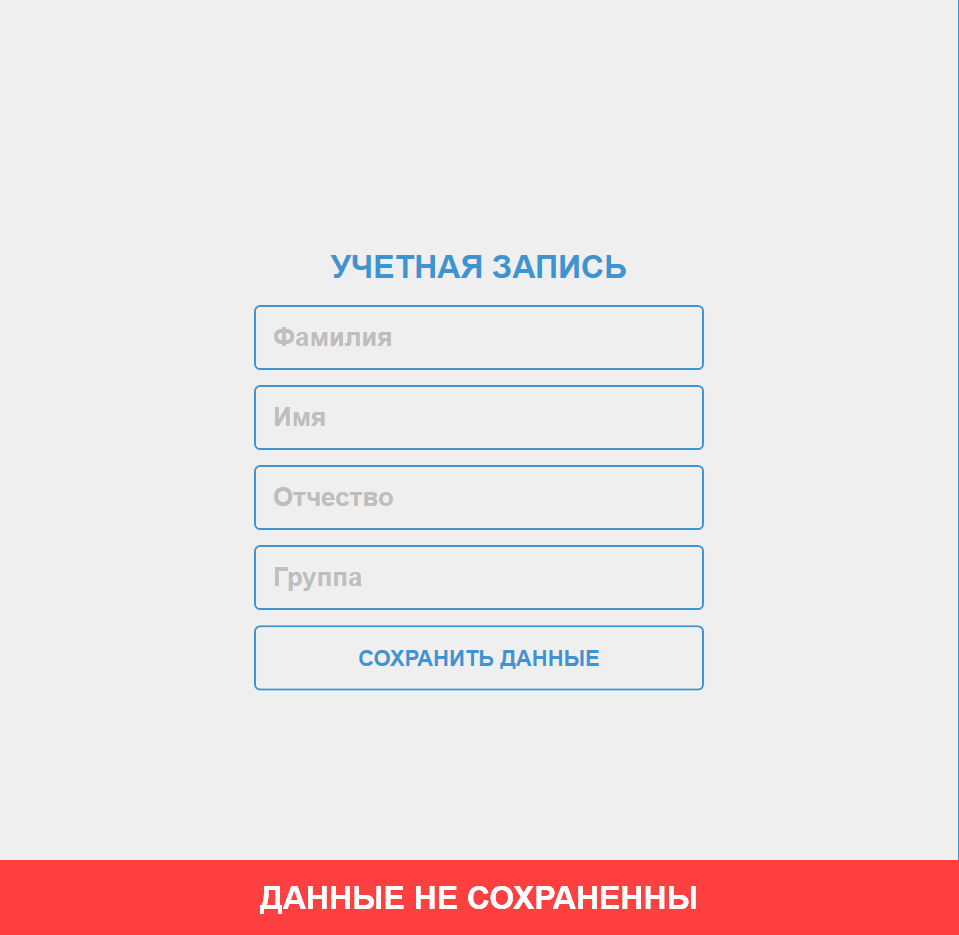 УЧЕТНАЯ ЗАПИСЬ
Фамилия
Имя
Отчество
Группа
СОХРАНИТЬ ДАННЫЕ
ДАННЫЕ НЕ СОХРАНЕННЫ